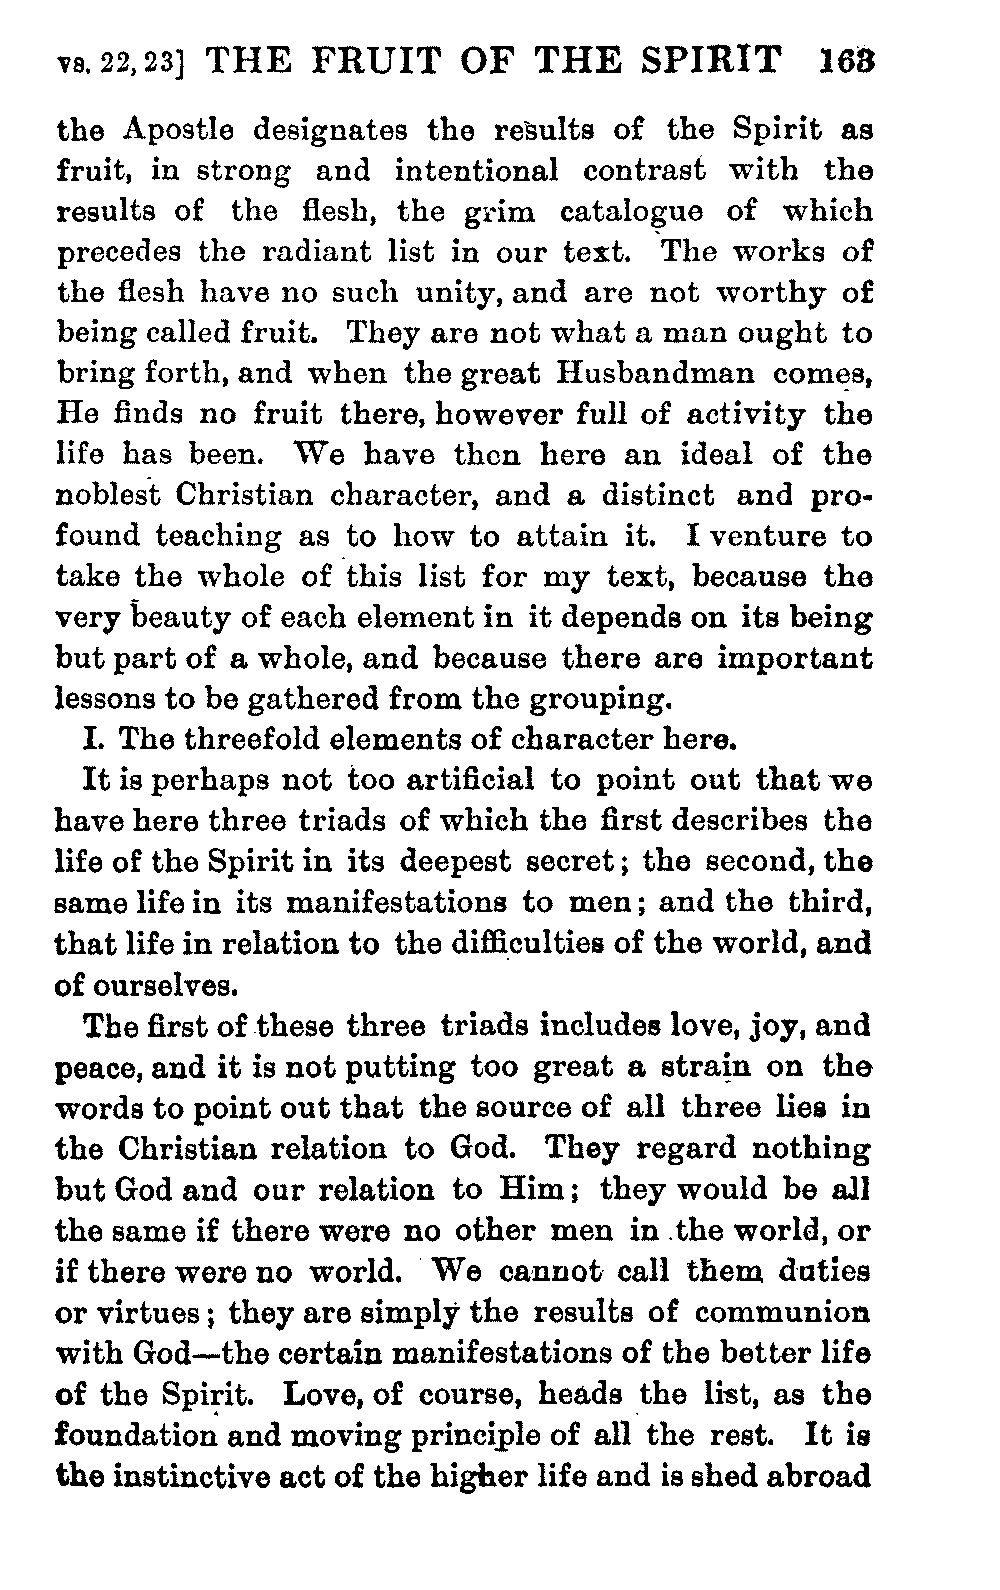 vs. 22, 23] THE FRUIT OF THE SPIRIT 163
the Apostle designates the results of the Spirit as
fruit, in strong and intentional contrast with the
results of the flesh, the grim catalogue of which
precedes the radiant list in our text. The works of
the flesh have no such unity, and are not worthy of
being called fruit. They are not what a man ought to
bring forth, and when the great Husbandman comes,
He finds no fruit there, however full of activity the
life has been. We have then here an ideal of the
noblest Christian character, and a distinct and pro-
found teaching as to how to attain it. I venture to
take the whole of this list for my text, because the
very beauty of each element in it depends on its being
but part of a whole, and because there are important
lessons to be gathered from the grouping.
I. The threefold elements of character here.
It is perhaps not too artificial to point out that we
have here three triads of which the first describes the
life of the Spirit in its deepest secret; the second, the
same life in its manifestations to men; and the third,
that life in relation to the difficulties of the world, and
of ourselves.
The first of these three triads includes love, joy, and
peace, and it is not putting too great a strain on the
words to point out that the source of all three lies in
the Christian relation to God. They regard nothing
but God and our relation to Him; they would be all
the same if there were no other men in the world, or
if there were no world. We cannot call them duties
or virtues; they are simply the results of communion
with God—the certain manifestations of the better life
of the Spirit. Love, of course, heads the list, as the
foundation and moving principle of all the rest. It is
the instinctive act of the higher life and is shed abroad